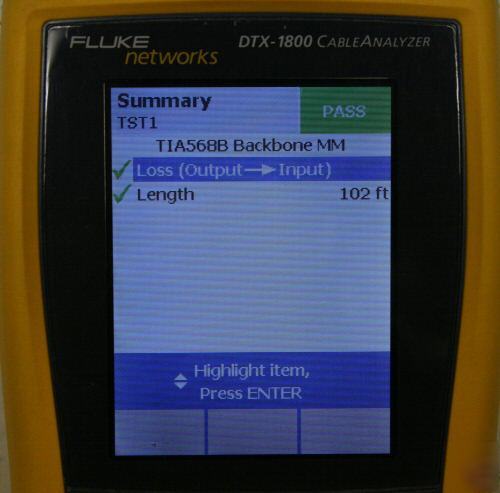 FLUKE networks
DTX-1800 CABLEANALYZER
Summary
PASS
TST1
TIA568B Backbone MM
Loss (Output → Input)
Length 102 ft
Highlight item,
Press ENTER